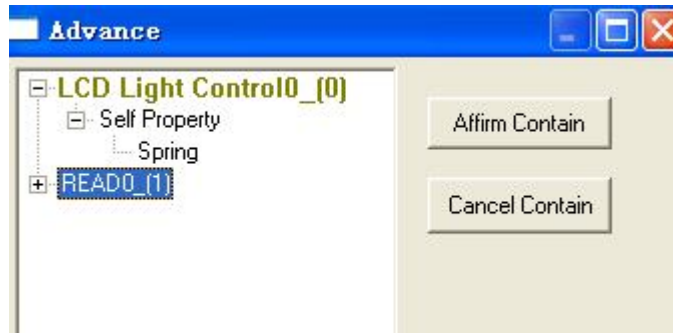 Advance
LCD Light Control0_(0)
Self Property
Spring
READ0_(1)
Affirm Contain
Cancel Contain